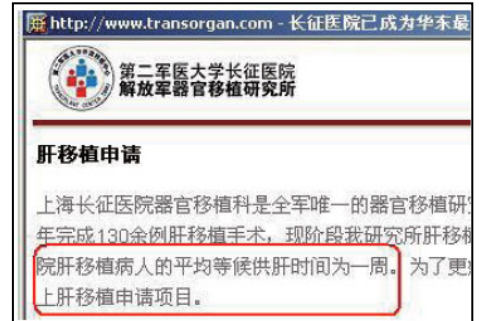 http://www.transorgan.com - 长征医院已成为华东最
第二军医大学长征医院
解放军器官移植研究所
肝移植申请
上海长征医院器官移植科是全军唯一的器官移植研
年完成130余例肝移植手术，现阶段我研究所肝移
院肝移植病人的平均等候供肝时间为一周。为了更
上肝移植申请项目。